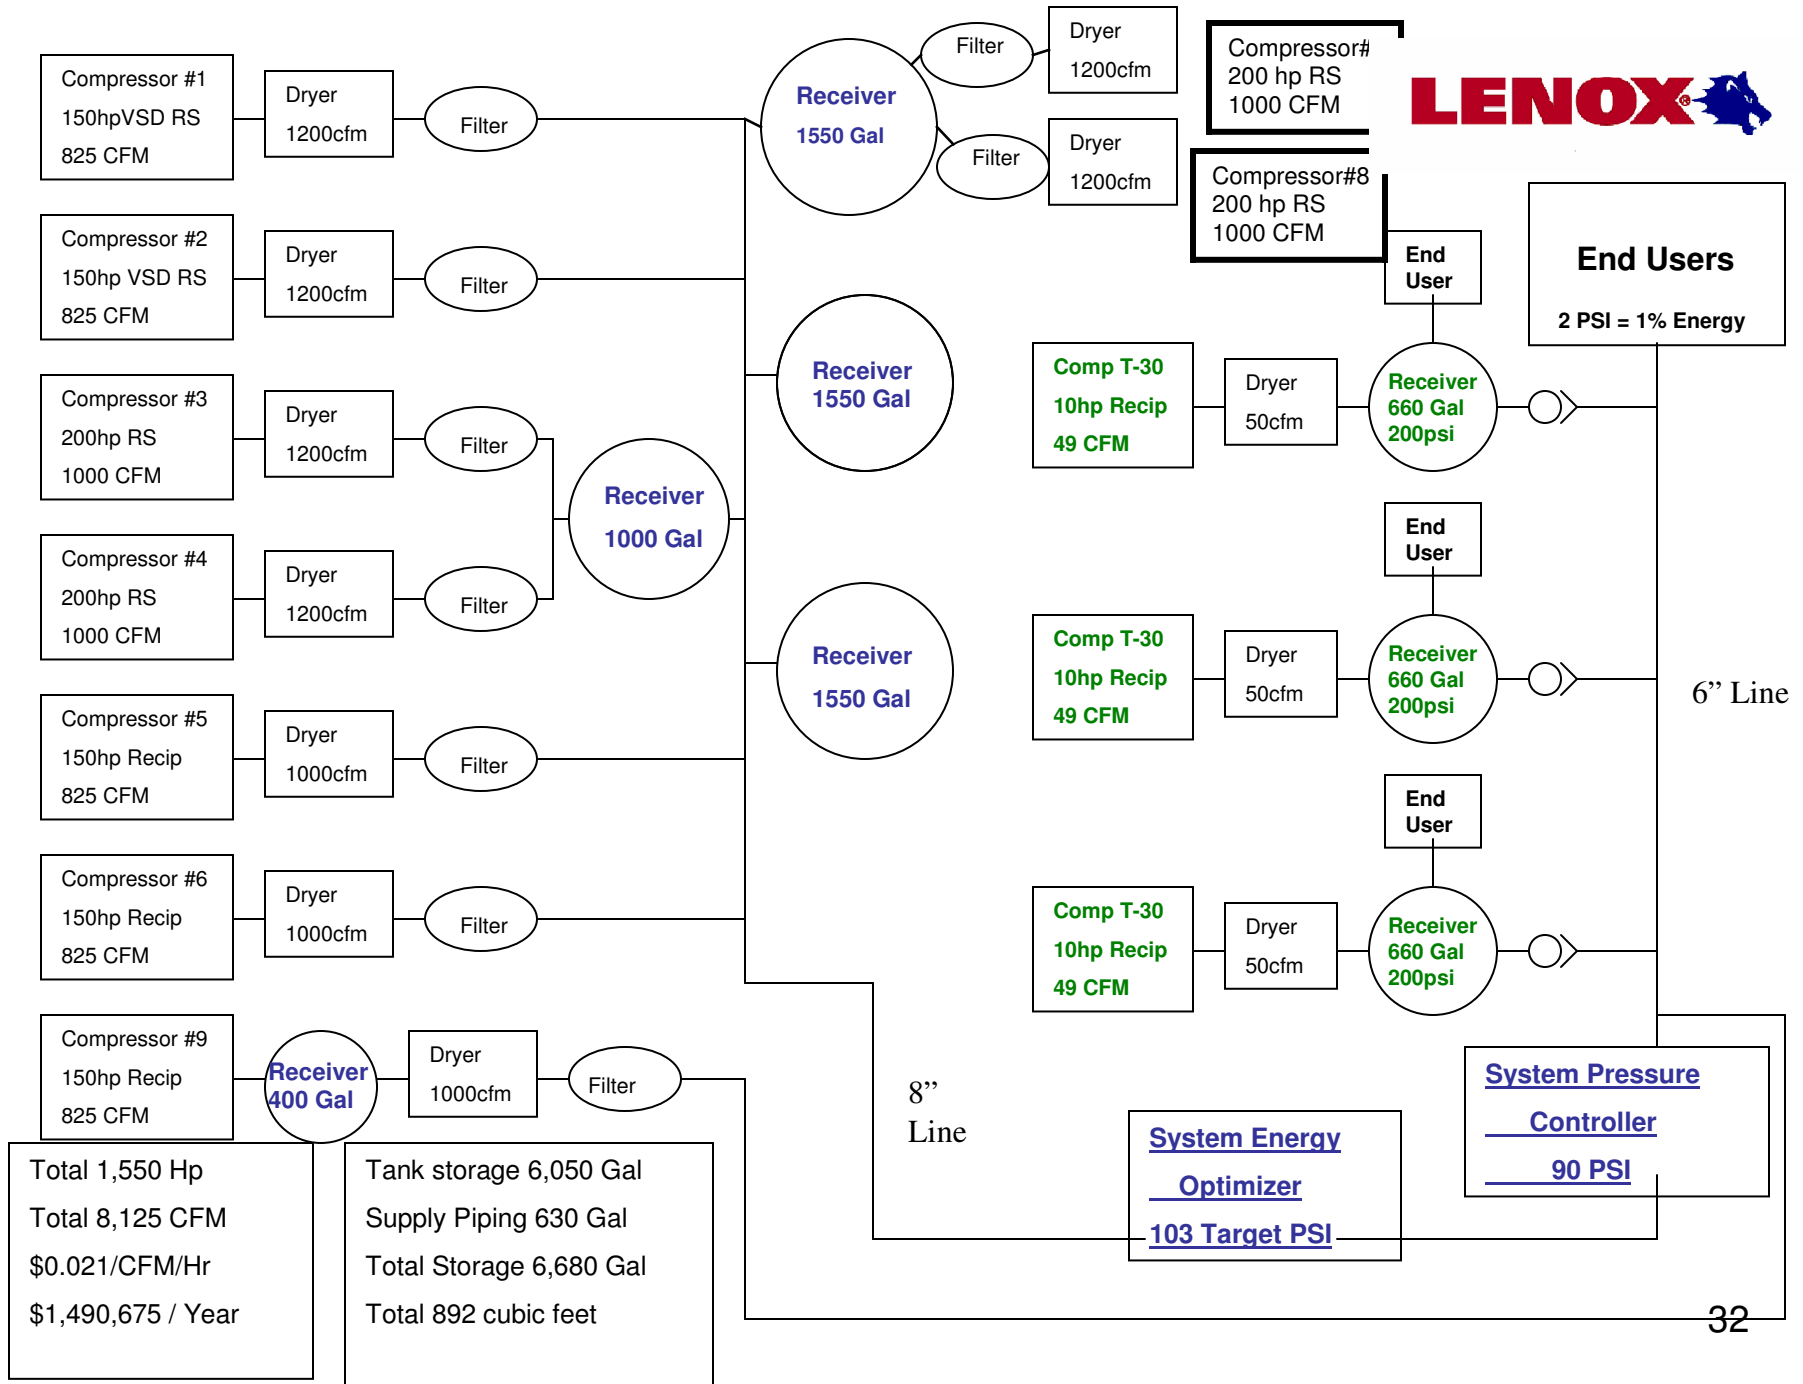 Compressor #1
150hpVSD RS
825 CFM
Dryer
1200cfm
Filter
Receiver
1550 Gal
Filter
Dryer
1200cfm
Filter
Dryer
1200cfm
Compressor#
200 hp RS
1000 CFM
LENOX®
Compressor#8
200 hp RS
1000 CFM
Compressor #2
150hp VSD RS
825 CFM
Dryer
1200cfm
Filter
End
User
End Users
2 PSI = 1% Energy
Compressor #3
200hp RS
1000 CFM
Dryer
1200cfm
Filter
Receiver
1550 Gal
Comp T-30
10hp Recip
49 CFM
Dryer
50cfm
Receiver
660 Gal
200psi
Receiver
1000 Gal
Compressor #4
200hp RS
1000 CFM
Dryer
1200cfm
Filter
End
User
Receiver
1550 Gal
Comp T-30
10hp Recip
49 CFM
Dryer
50cfm
Receiver
660 Gal
200psi
6” Line
Compressor #5
150hp Recip
825 CFM
Dryer
1000cfm
Filter
End
User
Compressor #6
150hp Recip
825 CFM
Dryer
1000cfm
Filter
Comp T-30
10hp Recip
49 CFM
Dryer
50cfm
Receiver
660 Gal
200psi
Compressor #9
150hp Recip
825 CFM
Receiver
400 Gal
Dryer
1000cfm
Filter
8”
Line
System Energy
Optimizer
103 Target PSI
System Pressure
Controller
90 PSI
Total 1,550 Hp
Total 8,125 CFM
$0.021/CFM/Hr
$1,490,675 / Year
Tank storage 6,050 Gal
Supply Piping 630 Gal
Total Storage 6,680 Gal
Total 892 cubic feet
32